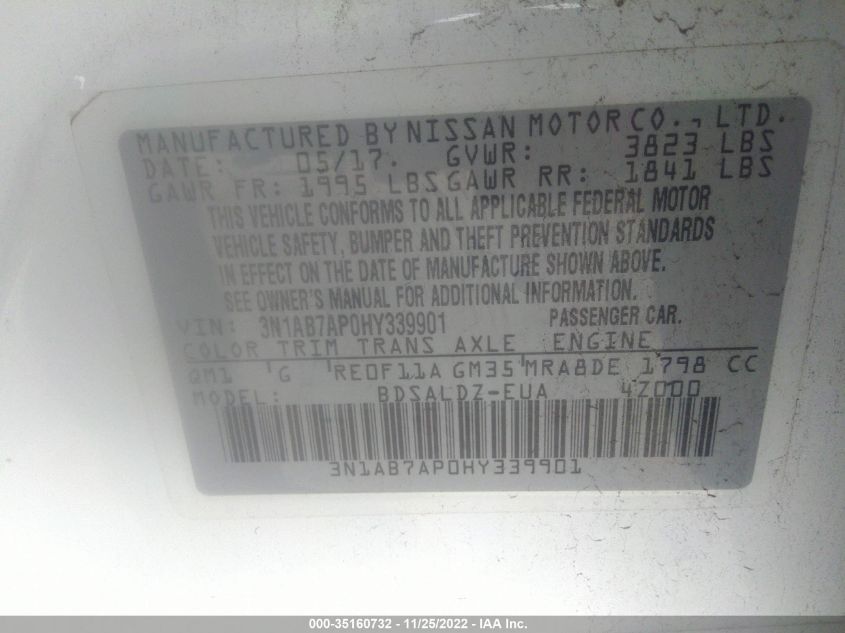 MANUFACTURED BY NISSAN MOTOR CO., LTD.
DATE: 05/17. GVWR: 3823 LBS
GAWR FR: 1995 LBS GAWR RR: 1841 LBS
THIS VEHICLE CONFORMS TO ALL APPLICABLE FEDERAL MOTOR
VEHICLE SAFETY, BUMPER AND THEFT PREVENTION STANDARDS
IN EFFECT ON THE DATE OF MANUFACTURE SHOWN ABOVE.
SEE OWNER'S MANUAL FOR ADDITIONAL INFORMATION.
VIN: 3N1AB7AP0HY339901 PASSENGER CAR.
COLOR TRIM TRANS AXLE ENGINE
QM1 G RE0F11A GM35 MRA8DE 1798 CC
MODEL: BDSALDZ-EUA 4Z000
3N1AB7AP0HY339901
000-35160732 - 11/25/2022 - IAA Inc.